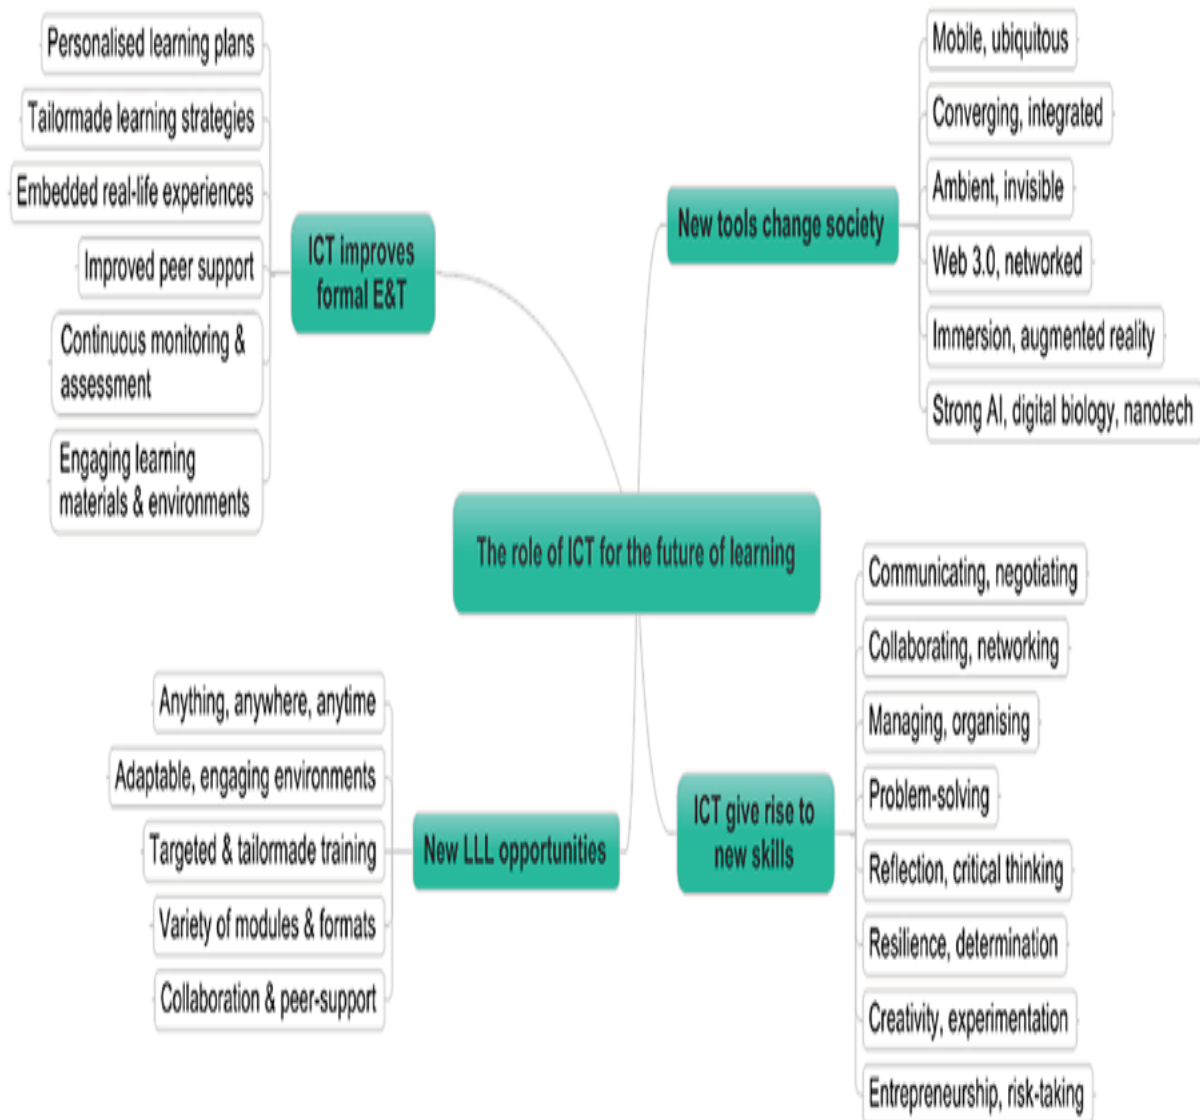 Personalised learning plans
Tailormade learning strategies
Embedded real-life experiences
Improved peer support
Continuous monitoring &
assessment
Engaging learning
materials & environments
ICT improves
formal E&T
New tools change society
Mobile, ubiquitous
Converging, integrated
Ambient, invisible
Web 3.0, networked
Immersion, augmented reality
Strong AI, digital biology, nanotech
The role of ICT for the future of learning
Anything, anywhere, anytime
Adaptable, engaging environments
Targeted & tailormade training
Variety of modules & formats
Collaboration & peer-support
New LLL opportunities
ICT give rise to
new skills
Communicating, negotiating
Collaborating, networking
Managing, organising
Problem-solving
Reflection, critical thinking
Resilience, determination
Creativity, experimentation
Entrepreneurship, risk-taking